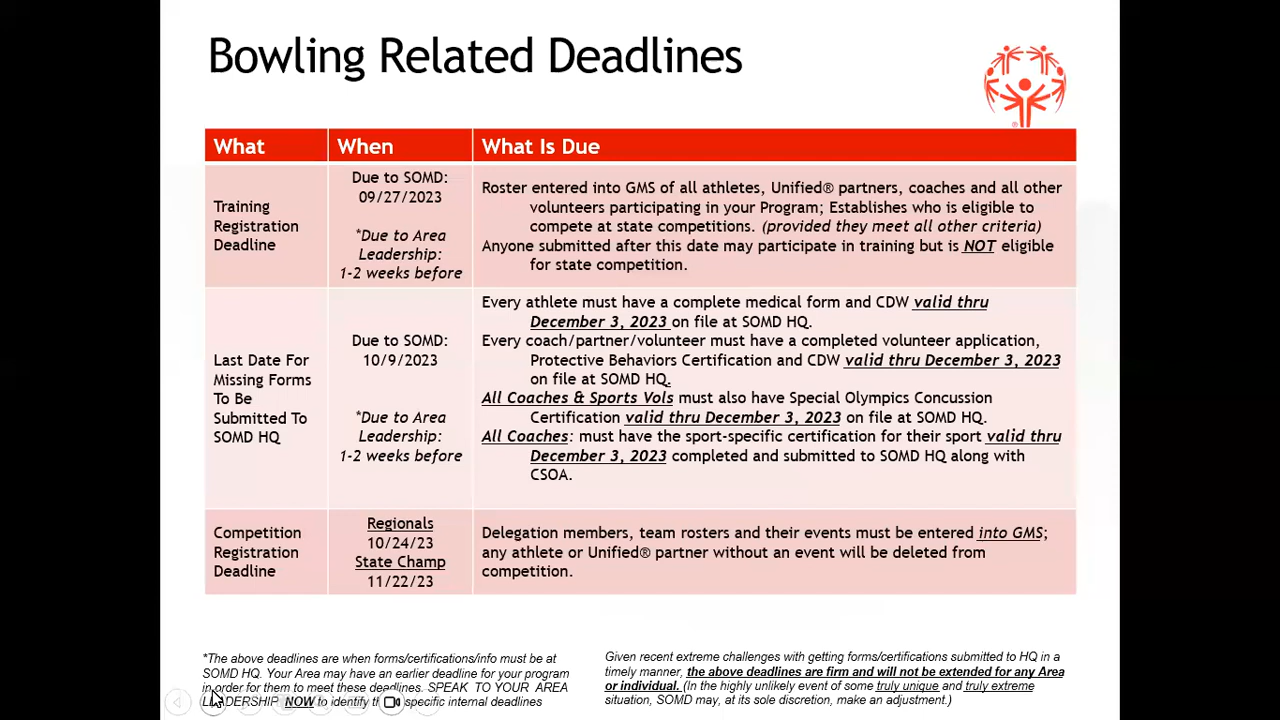 Bowling Related Deadlines
What
When
What Is Due
Training
Registration
Deadline
Due to SOMD:
09/27/2023
*Due to Area
Leadership:
1-2 weeks before
Roster entered into GMS of all athletes, Unified® partners, coaches and all other
volunteers participating in your Program; Establishes who is eligible to
compete at state competitions. (provided they meet all other criteria)
Anyone submitted after this date may participate in training but is NOT eligible
for state competition.
Last Date For
Missing Forms
To Be
Submitted To
SOMD HQ
Due to SOMD:
10/9/2023
*Due to Area
Leadership:
1-2 weeks before
Every athlete must have a complete medical form and CDW valid thru
December 3, 2023 on file at SOMD HQ.
Every coach/partner/volunteer must have a completed volunteer application,
Protective Behaviors Certification and CDW valid thru December 3, 2023
on file at SOMD HQ.
All Coaches & Sports Vols must also have Special Olympics Concussion
Certification valid thru December 3, 2023 on file at SOMD HQ.
All Coaches: must have the sport-specific certification for their sport valid thru
December 3, 2023 completed and submitted to SOMD HQ along with
CSOA.
Competition
Registration
Deadline
Regionals
10/24/23
State Champ
11/22/23
Delegation members, team rosters and their events must be entered into GMS;
any athlete or Unified® partner without an event will be deleted from
competition.
*The above deadlines are when forms/certifications/info must be at
SOMD HQ. Your Area may have an earlier deadline for your program
in order for them to meet these deadlines. SPEAK TO YOUR AREA
LEADERSHIP NOW to identify specific internal deadlines
Given recent extreme challenges with getting forms/certifications submitted to HQ in a
timely manner, the above deadlines are firm and will not be extended for any Area
or individual. (In the highly unlikely event of some truly unique and truly extreme
situation, SOMD may, at its sole discretion, make an adjustment.)